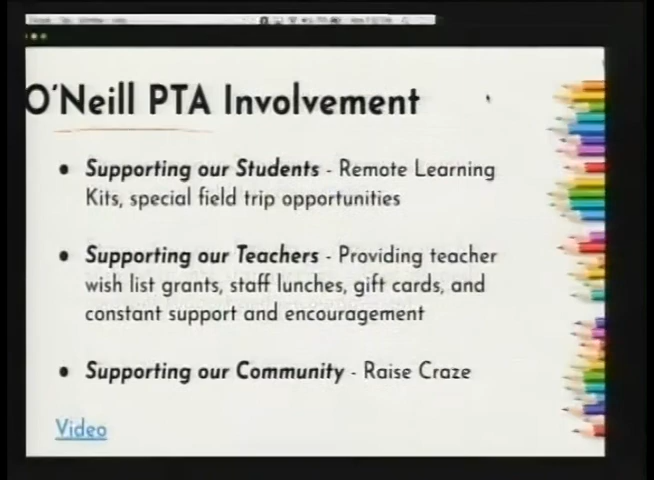 O'Neill PTA Involvement
● Supporting our Students - Remote Learning
Kits, special field trip opportunities
● Supporting our Teachers - Providing teacher
wish list grants, staff lunches, gift cards, and
constant support and encouragement
● Supporting our Community - Raise Craze
Video